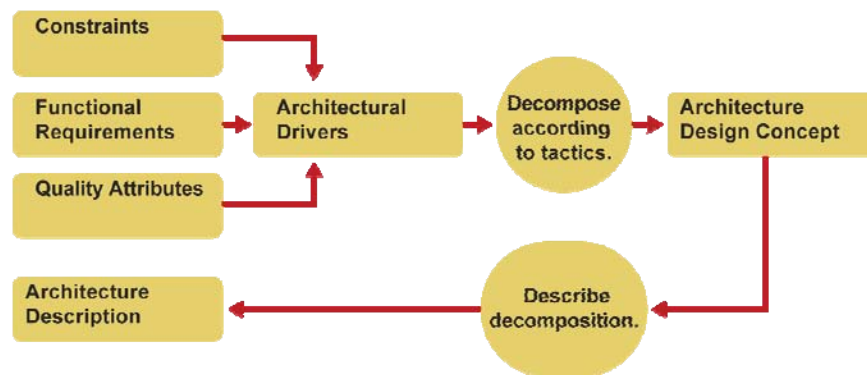 Constraints
Functional
Requirements
Quality Attributes
Architectural
Drivers
Decompose
according
to tactics.
Architecture
Design Concept
Describe
decomposition.
Architecture
Description